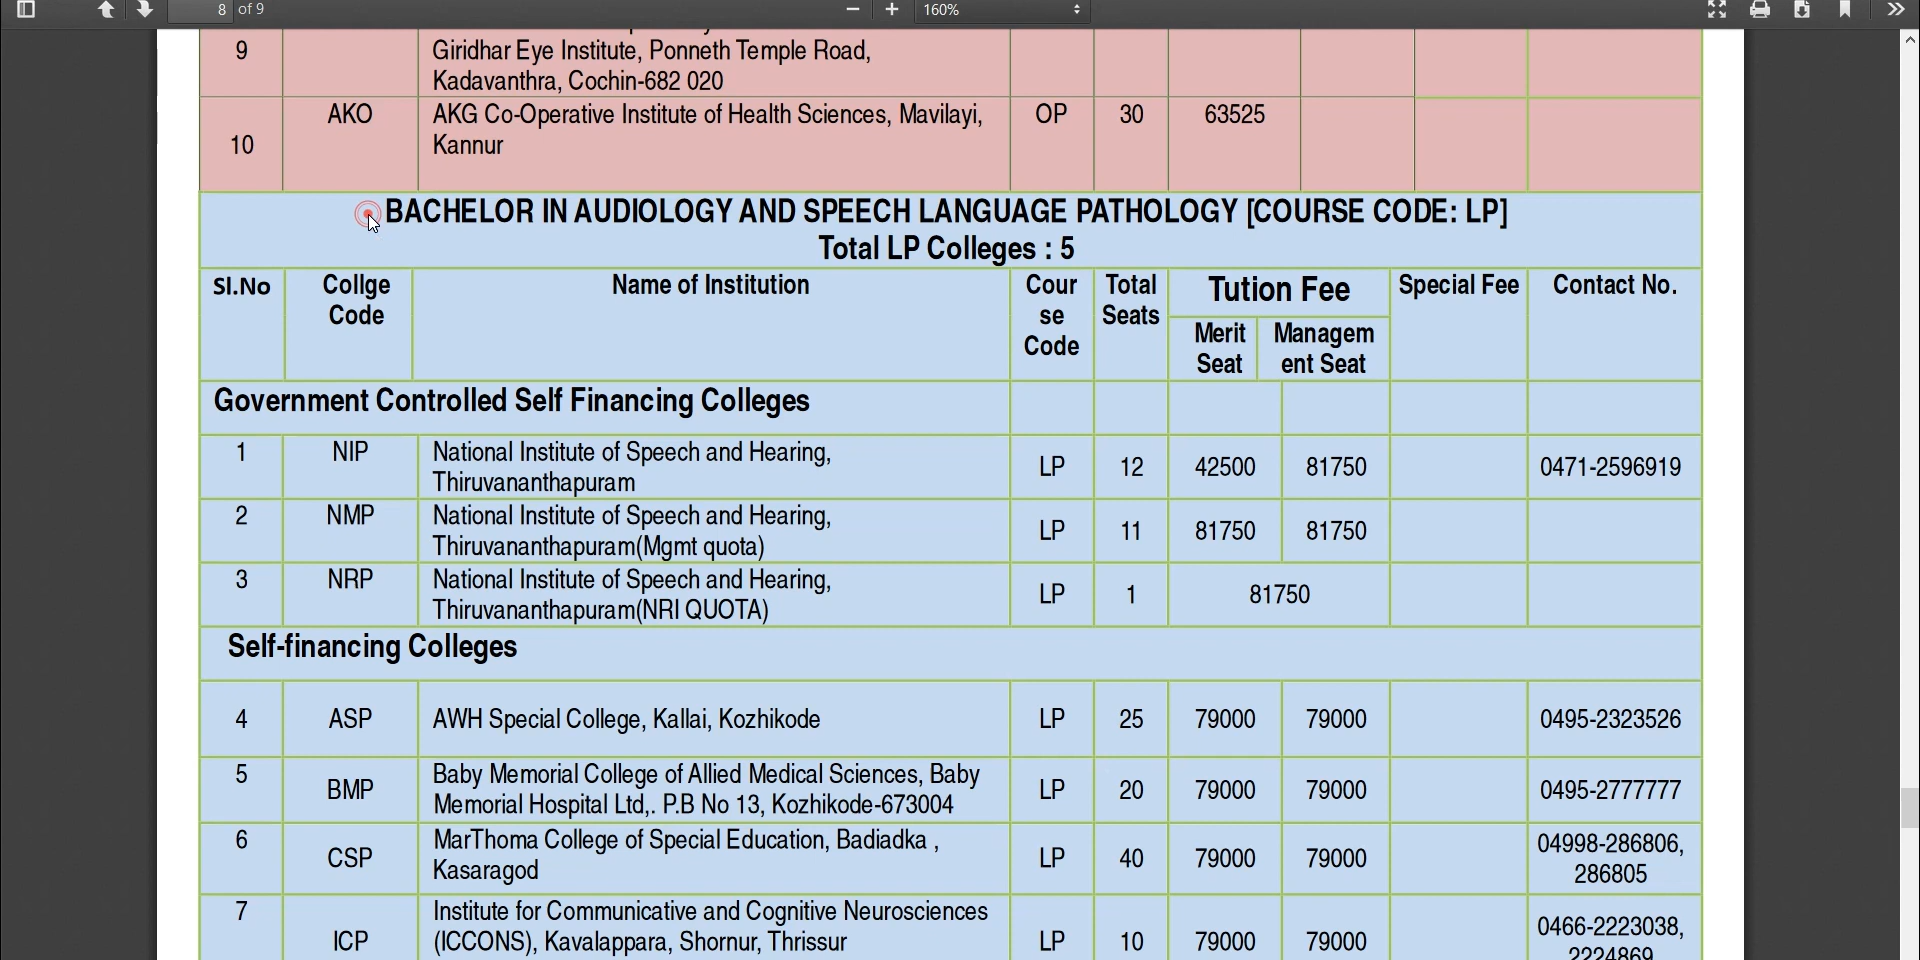 8 of 9
160%
9
Giridhar Eye Institute, Ponneth Temple Road,
Kadavanthra, Cochin-682 020
10 AKO AKG Co-Operative Institute of Health Sciences, Mavilayi, OP 30 63525
Kannur
BACHELOR IN AUDIOLOGY AND SPEECH LANGUAGE PATHOLOGY [COURSE CODE: LP]
Total LP Colleges : 5
Sl.No Collge Code Name of Institution Cour se Code Total Seats Tution Fee Special Fee Contact No.
Merit Seat Managem ent Seat
Government Controlled Self Financing Colleges
1 NIP National Institute of Speech and Hearing, LP 12 42500 81750 0471-2596919
Thiruvananthapuram
2 NMP National Institute of Speech and Hearing, LP 11 81750 81750
Thiruvananthapuram(Mgmt quota)
3 NRP National Institute of Speech and Hearing, LP 1 81750
Thiruvananthapuram(NRI QUOTA)
Self-financing Colleges
4 ASP AWH Special College, Kallai, Kozhikode LP 25 79000 79000 0495-2323526
5 BMP Baby Memorial College of Allied Medical Sciences, Baby LP 20 79000 79000 0495-2777777
Memorial Hospital Ltd,. P.B No 13, Kozhikode-673004
6 CSP MarThoma College of Special Education, Badiadka , LP 40 79000 79000 04998-286806,
Kasaragod 286805
7 ICP Institute for Communicative and Cognitive Neurosciences LP 10 79000 79000 0466-2223038,
(ICCONS), Kavalappara, Shornur, Thrissur 2224869